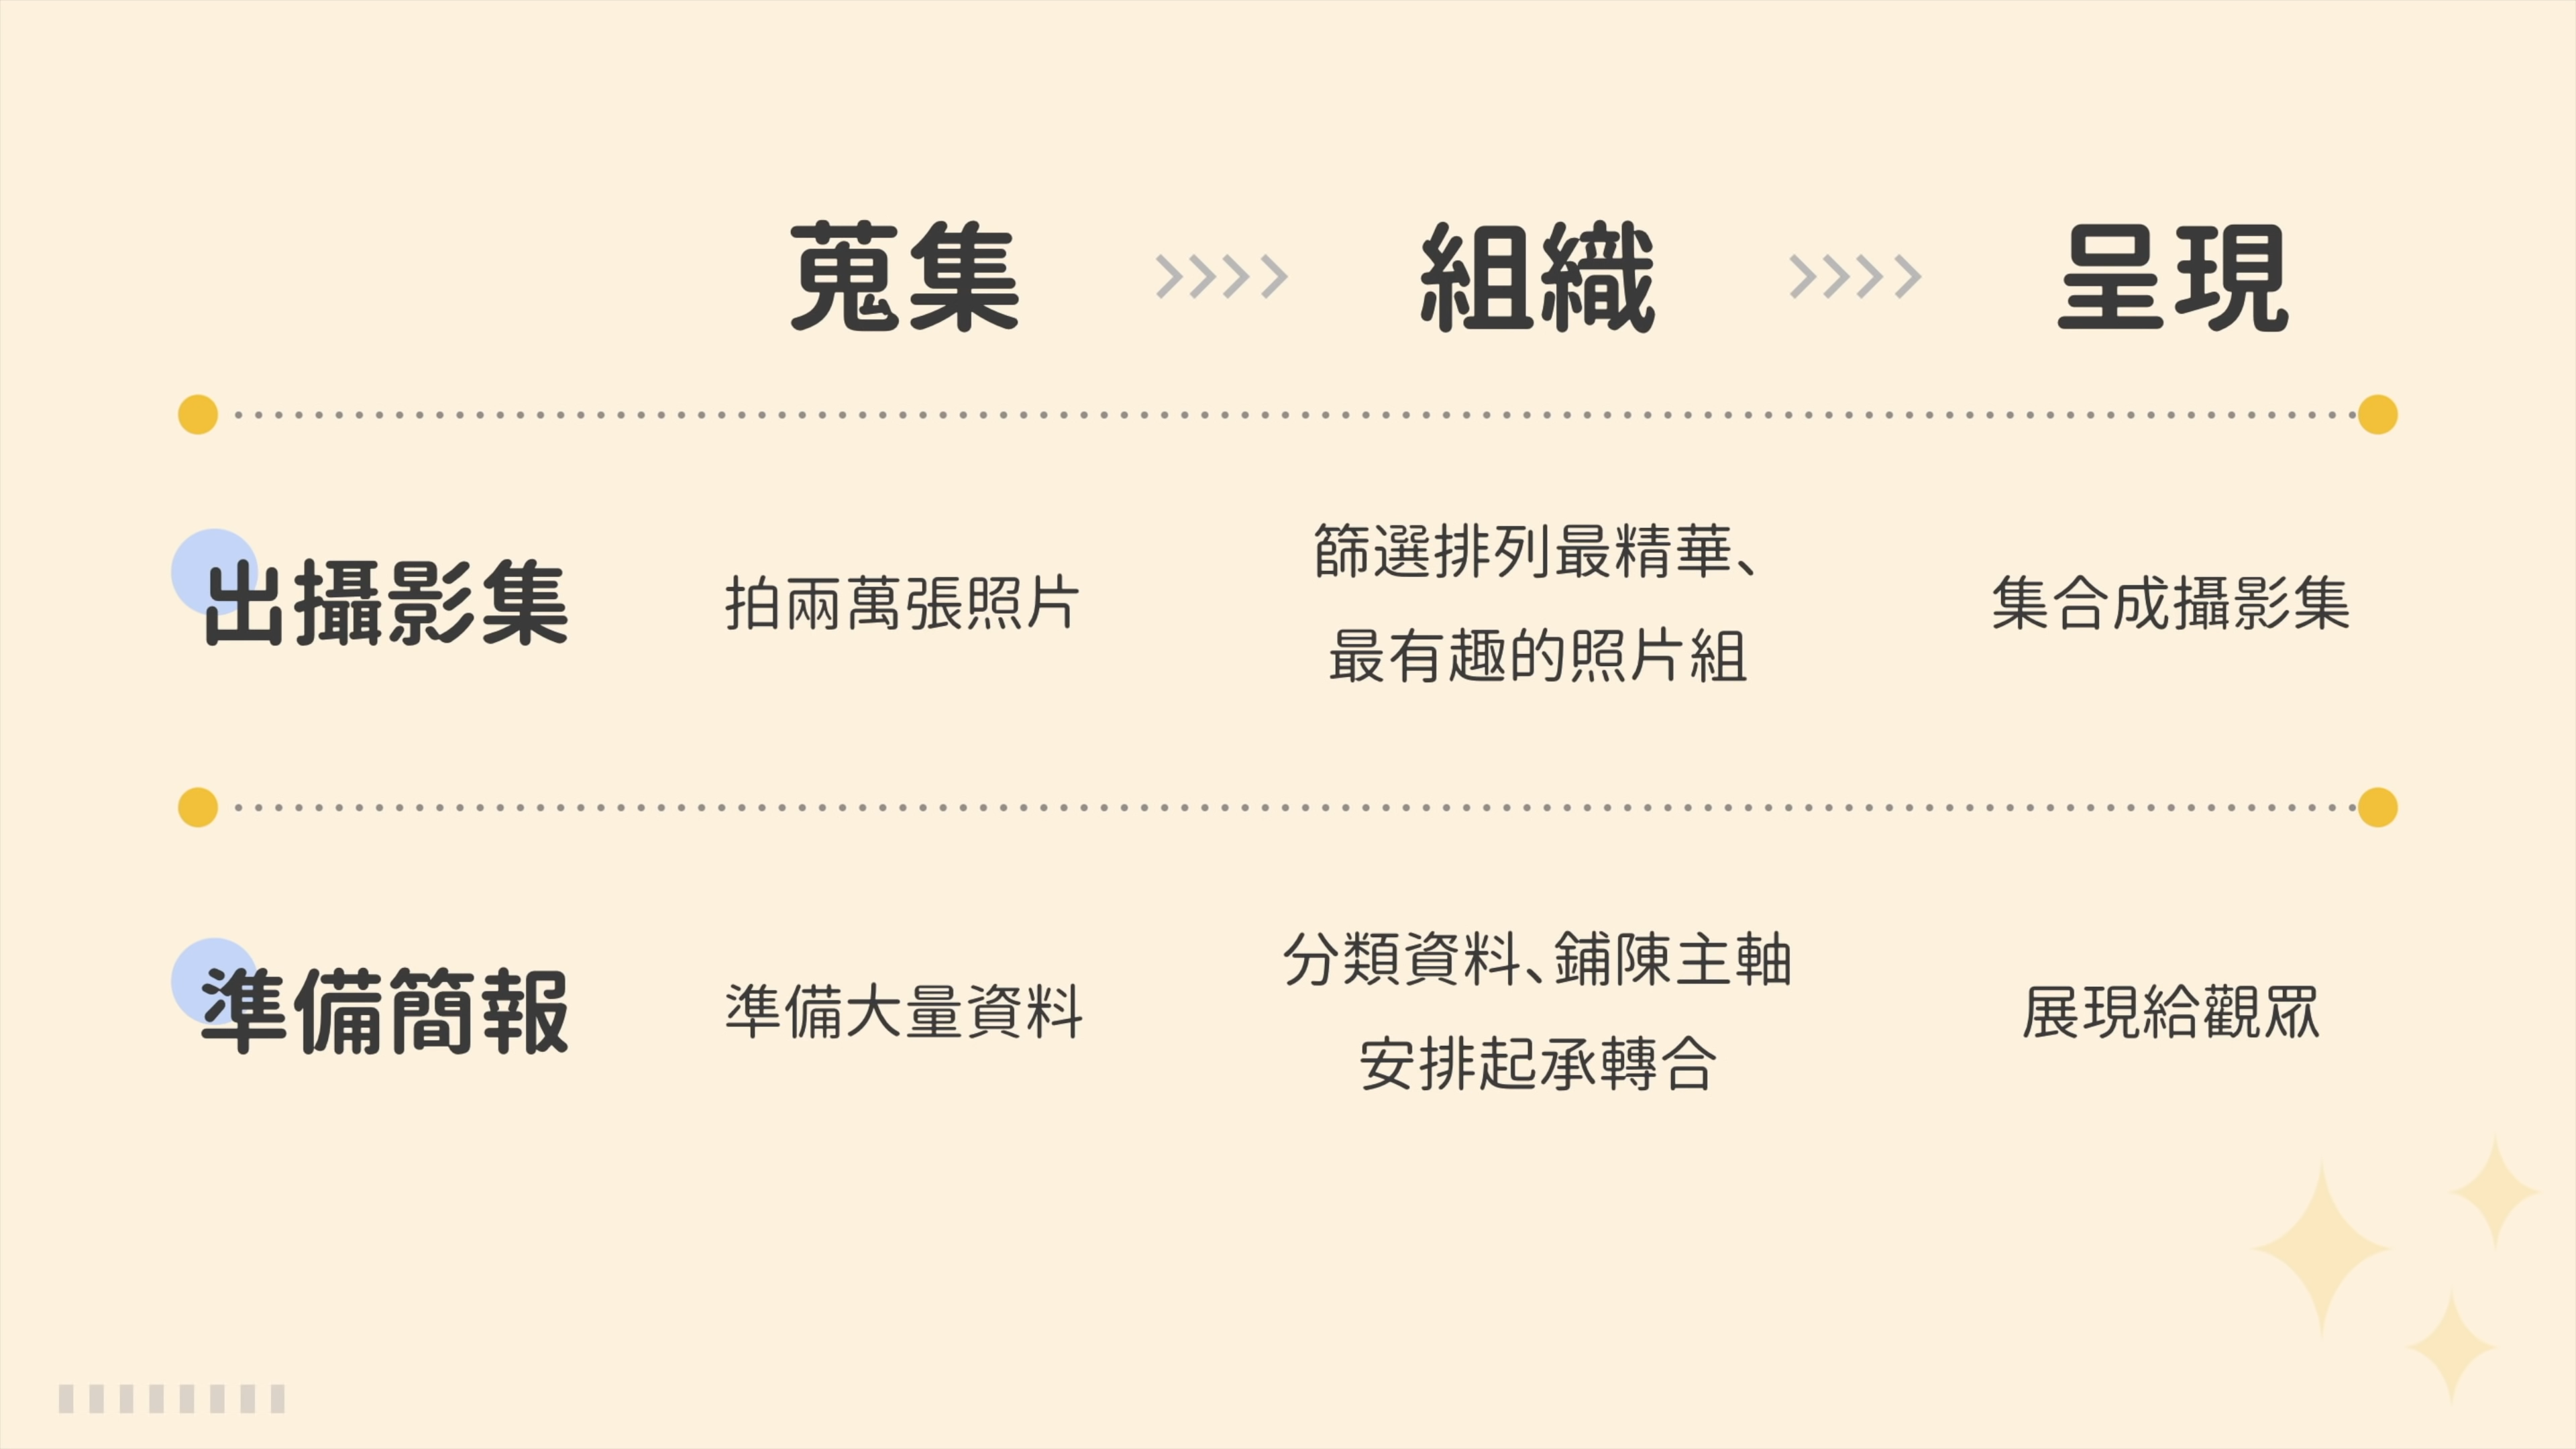 蒐集 >>>> 組織 >>>> 呈現
出攝影集
拍兩萬張照片
篩選排列最精華、
最有趣的照片組
集合成攝影集
準備簡報
準備大量資料
分類資料、鋪陳主軸
安排起承轉合
展現給觀眾